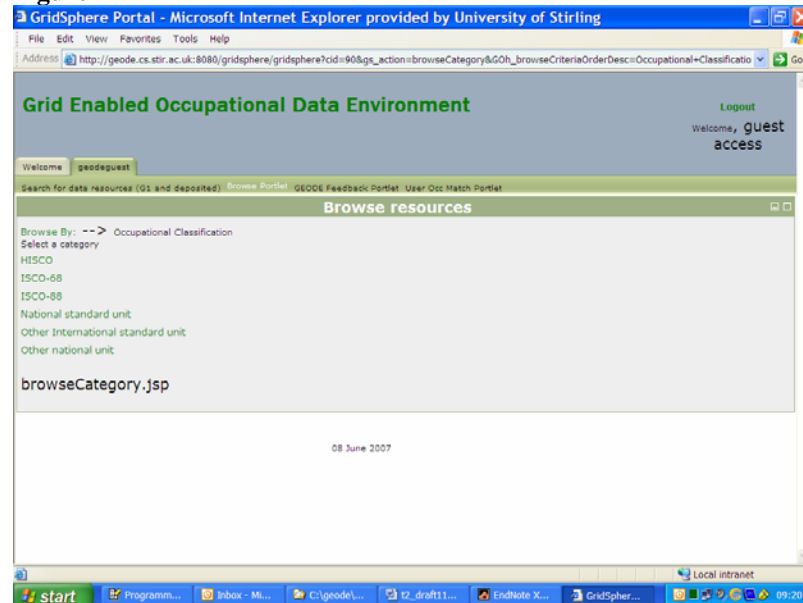 GridSphere Portal - Microsoft Internet Explorer provided by University of Stirling
File Edit View Favorites Tools Help
Address http://geode.cs.stir.ac.uk:8080/gridsphere/gridsphere?cid=90&gs_action=browseCategory&GOh_browseCriteriaOrderDesc=Occupational+Classificatio Go
Grid Enabled Occupational Data Environment
Logout
Welcome, guest access
Welcome geodeguest
Search for data resources (G1 and deposited) Browse Portlet GEODE Feedback Portlet User Occ Match Portlet
Browse resources
Browse By: --> Occupational Classification
Select a category
HISCO
ISCO-68
ISCO-88
National standard unit
Other International standard unit
Other national unit
browseCategory.jsp
08 June 2007
Local intranet
start Programm... Inbox - Mi... C:\geode\... t2_draft11... EndNote X... GridSpher... 09:20